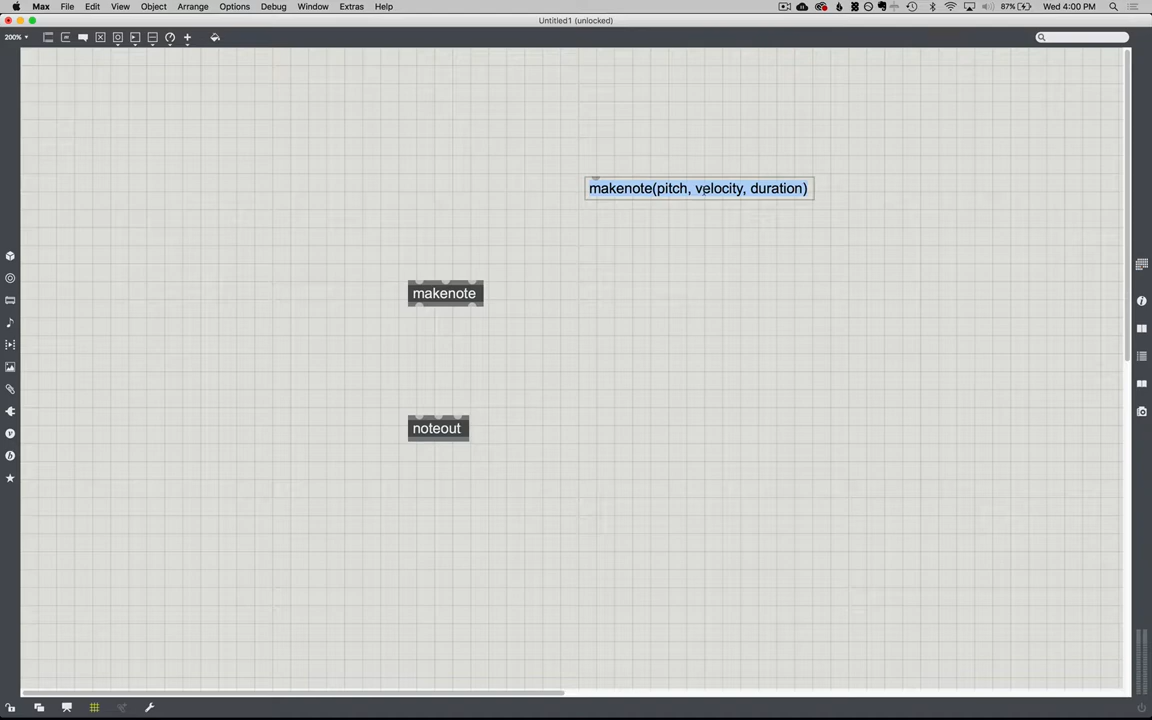 Max File Edit View Object Arrange Options Debug Window Extras Help 87% Wed 4:00 PM
Untitled1 (unlocked)
200%
makenote(pitch, velocity, duration)
makenote
noteout